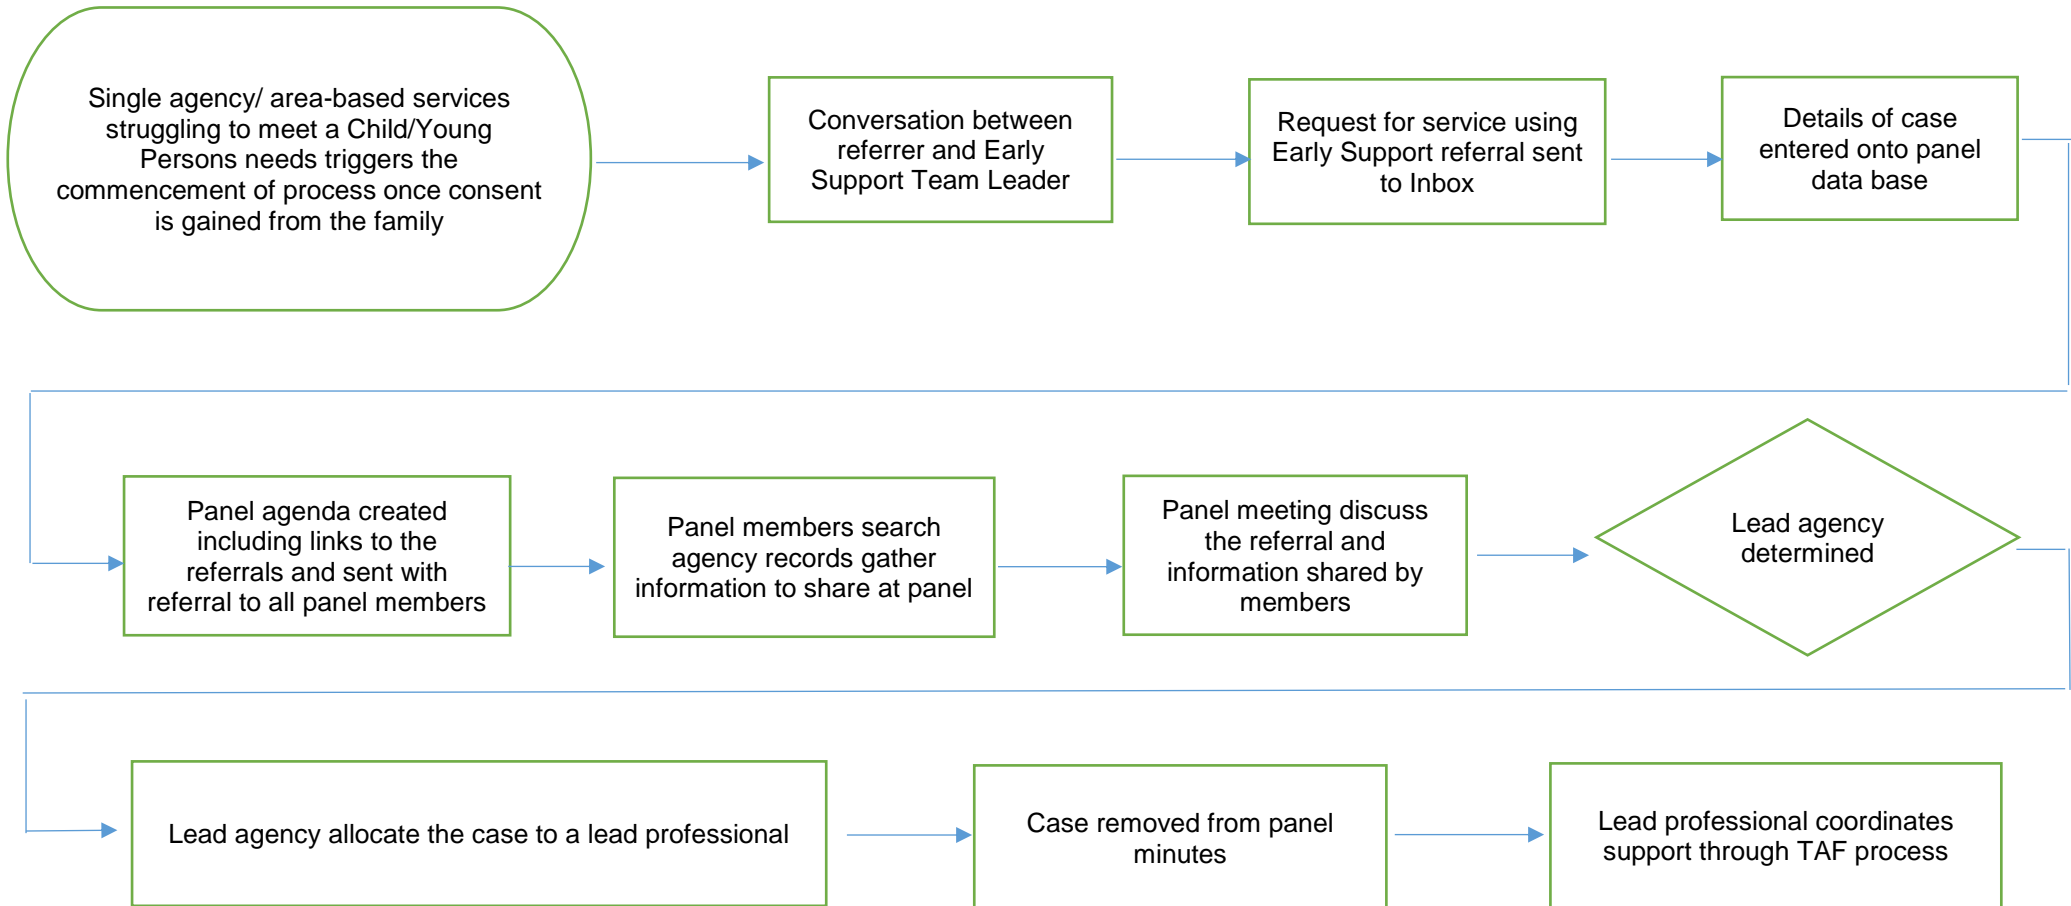 Single agency/ area-based services
struggling to meet a Child/Young
Persons needs triggers the
commencement of process once consent
is gained from the family
Conversation between
referrer and Early
Support Team Leader
Request for service using
Early Support referral sent
to Inbox
Details of case
entered onto panel
data base
Panel agenda created
including links to the
referrals and sent with
referral to all panel members
Panel members search
agency records gather
information to share at panel
Panel meeting discuss
the referral and
information shared by
members
Lead agency
determined
Lead agency allocate the case to a lead professional
Case removed from panel
minutes
Lead professional coordinates
support through TAF process